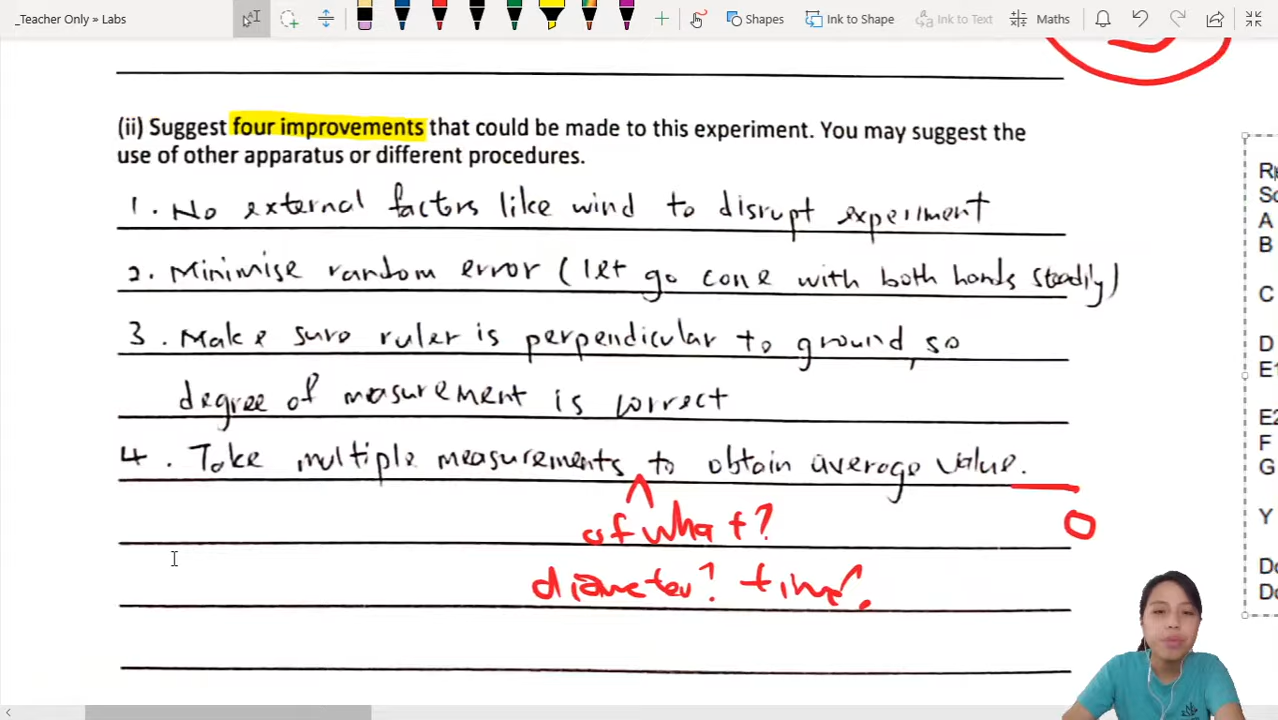 _Teacher Only » Labs
Shapes
Ink to Shape
Ink to Text
Maths
(ii) Suggest four improvements that could be made to this experiment. You may suggest the
use of other apparatus or different procedures.
1. No external factors like wind to disrupt experiment
2. Minimise random error (let go cone with both hands steadily)
3. Make sure ruler is perpendicular to ground, so
degree of measurement is correct
4. Take multiple measurements to obtain average value.
of what?
0
diameter? time?
A
B
C
D
E1
E2
F
G
Y